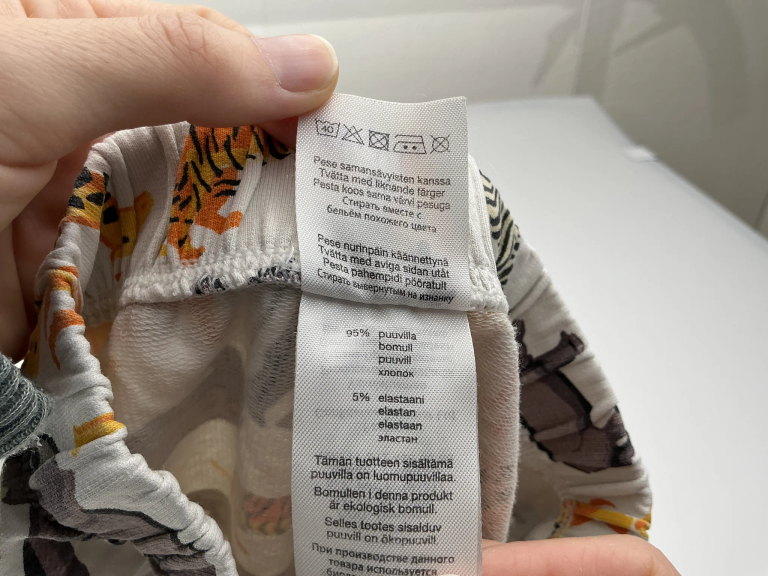 40
Pese samansävyisten kanssa
Tvätta med liknande färger
Pesta koos sama värvi pesuga
Стирать вместе с
бельём похожего цвета
Pese nurinpäin käännettynä
Tvätta med aviga sidan utåt
Pesta pahempidi pööratult
Стирать вывернутым на изнанку
95% puuvilla
bomull
puuvill
хлопок
5% elastaani
elastan
elastaan
эластан
Tämän tuotteen sisältämä
puuvilla on luomupuuvillaa.
Bomullen i denna produkt
är ekologisk bomull.
Selles tootes sisalduv
puuvill on ökopuuvill.
При производстве данного
товара используется